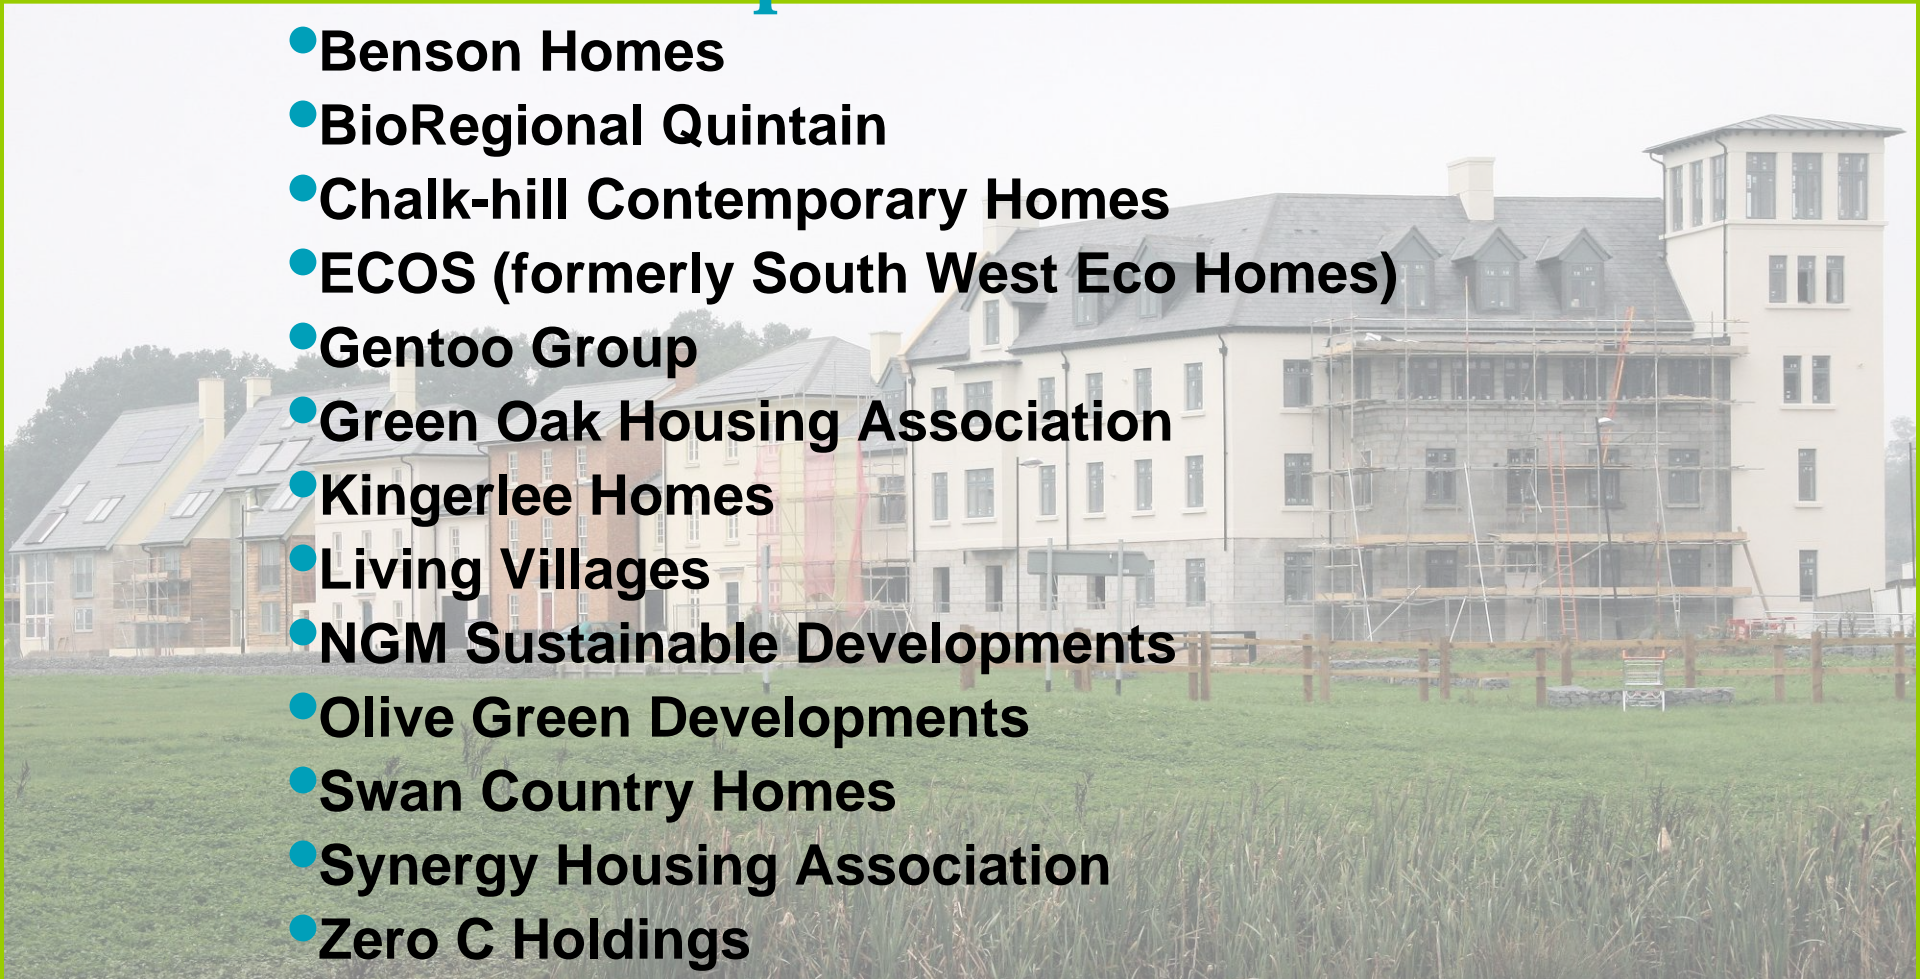 •Benson Homes
•BioRegional Quintain
•Chalk-hill Contemporary Homes
•ECOS (formerly South West Eco Homes)
•Gentoo Group
•Green Oak Housing Association
•Kingerlee Homes
•Living Villages
•NGM Sustainable Developments
•Olive Green Developments
•Swan Country Homes
•Synergy Housing Association
•Zero C Holdings